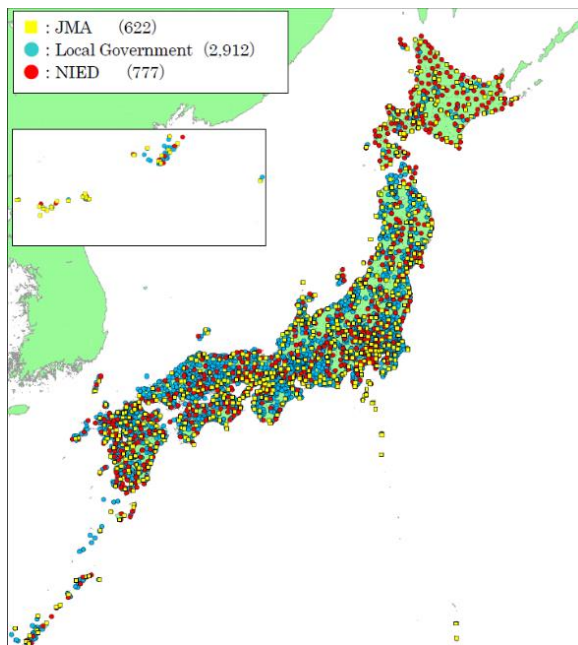 : JMA (622)
: Local Government (2,912)
: NIED (777)